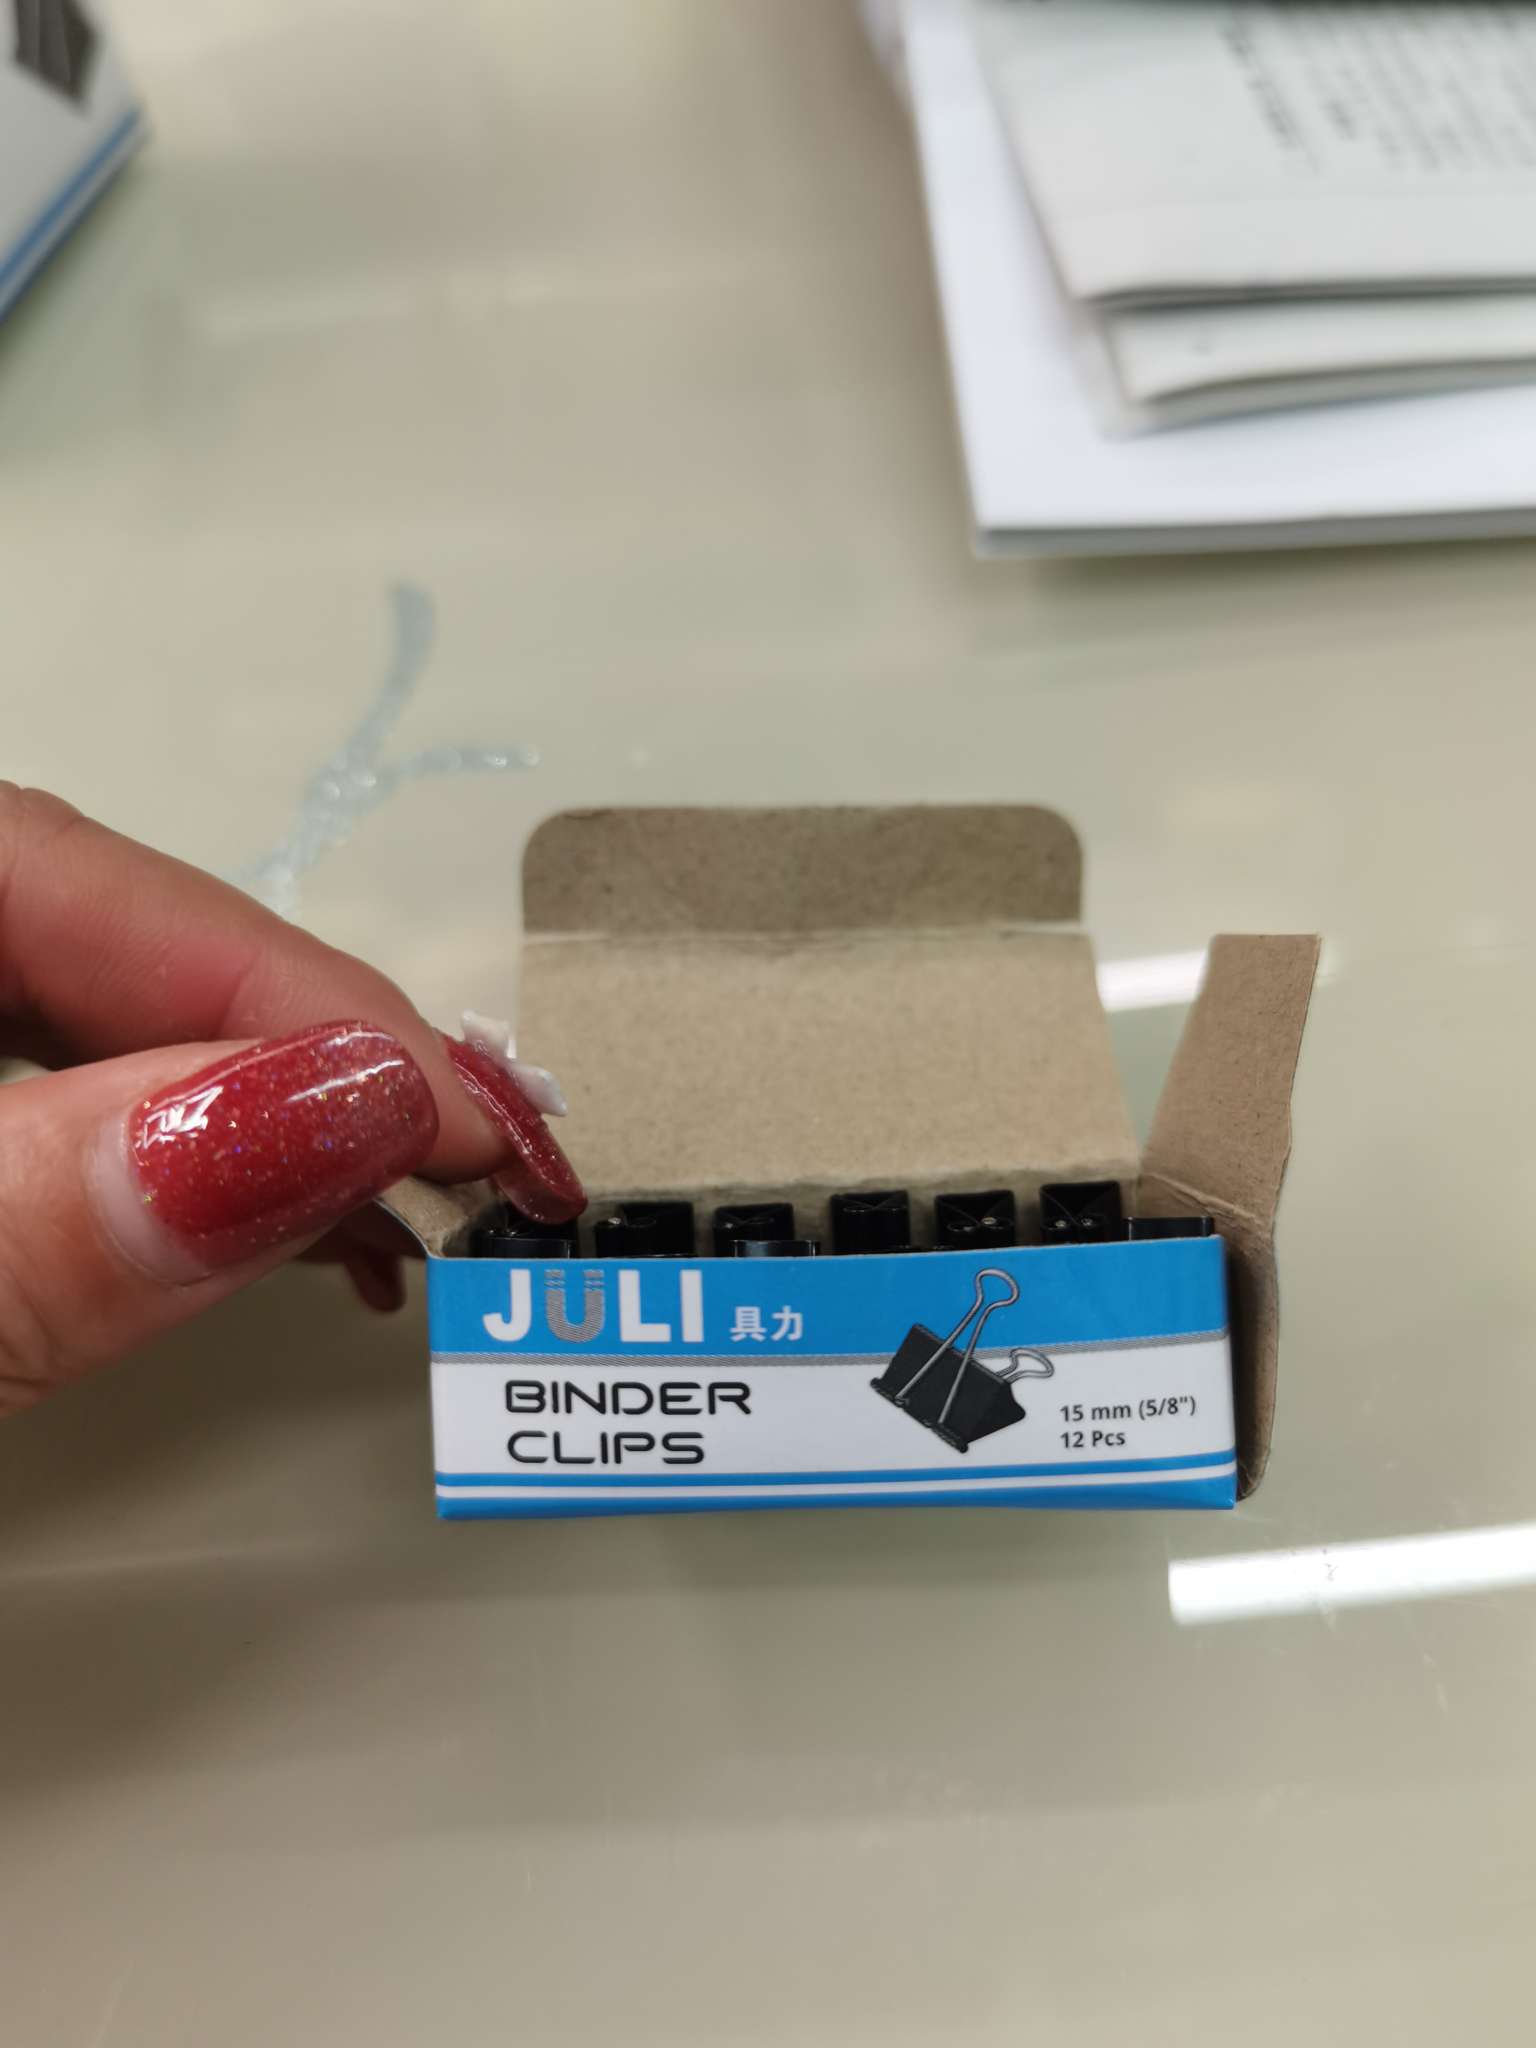 JÜLI 具力
BINDER
CLIPS
15 mm (5/8")
12 Pcs